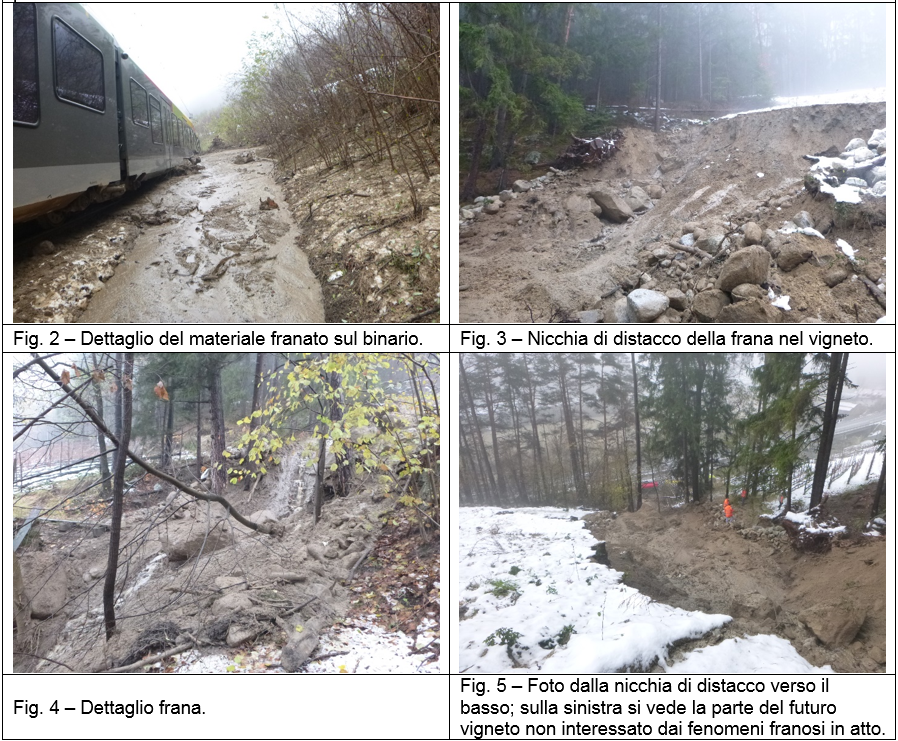 Fig. 2 – Dettaglio del materiale franato sul binario.
Fig. 3 – Nicchia di distacco della frana nel vigneto.
Fig. 4 – Dettaglio frana.
Fig. 5 – Foto dalla nicchia di distacco verso il
basso; sulla sinistra si vede la parte del futuro
vigneto non interessato dai fenomeni franosi in atto.